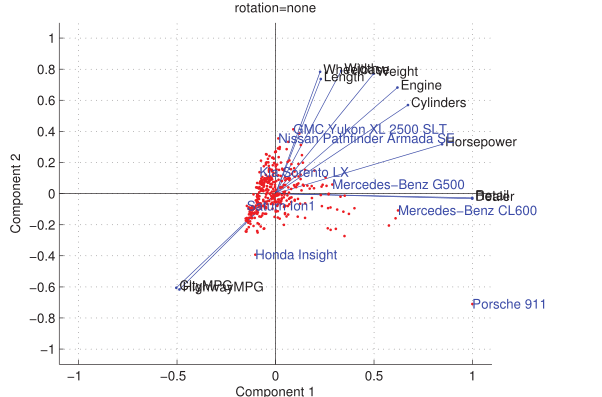 rotation=none
1
0.8
0.6
0.4
0.2
0
−0.2
−0.4
−0.6
−0.8
−1
Component 2
Wheelbase
Width
Weight
Length
Engine
Cylinders
GMC Yukon XL 2500 SLT
Nissan Pathfinder Armada SE
Horsepower
Kia Sorento LX
Mercedes−Benz G500
Retail
Dealer
Saturn Ion1
Mercedes−Benz CL600
Honda Insight
CityMPG
HighwayMPG
Porsche 911
−1
−0.5
0
0.5
1
Component 1